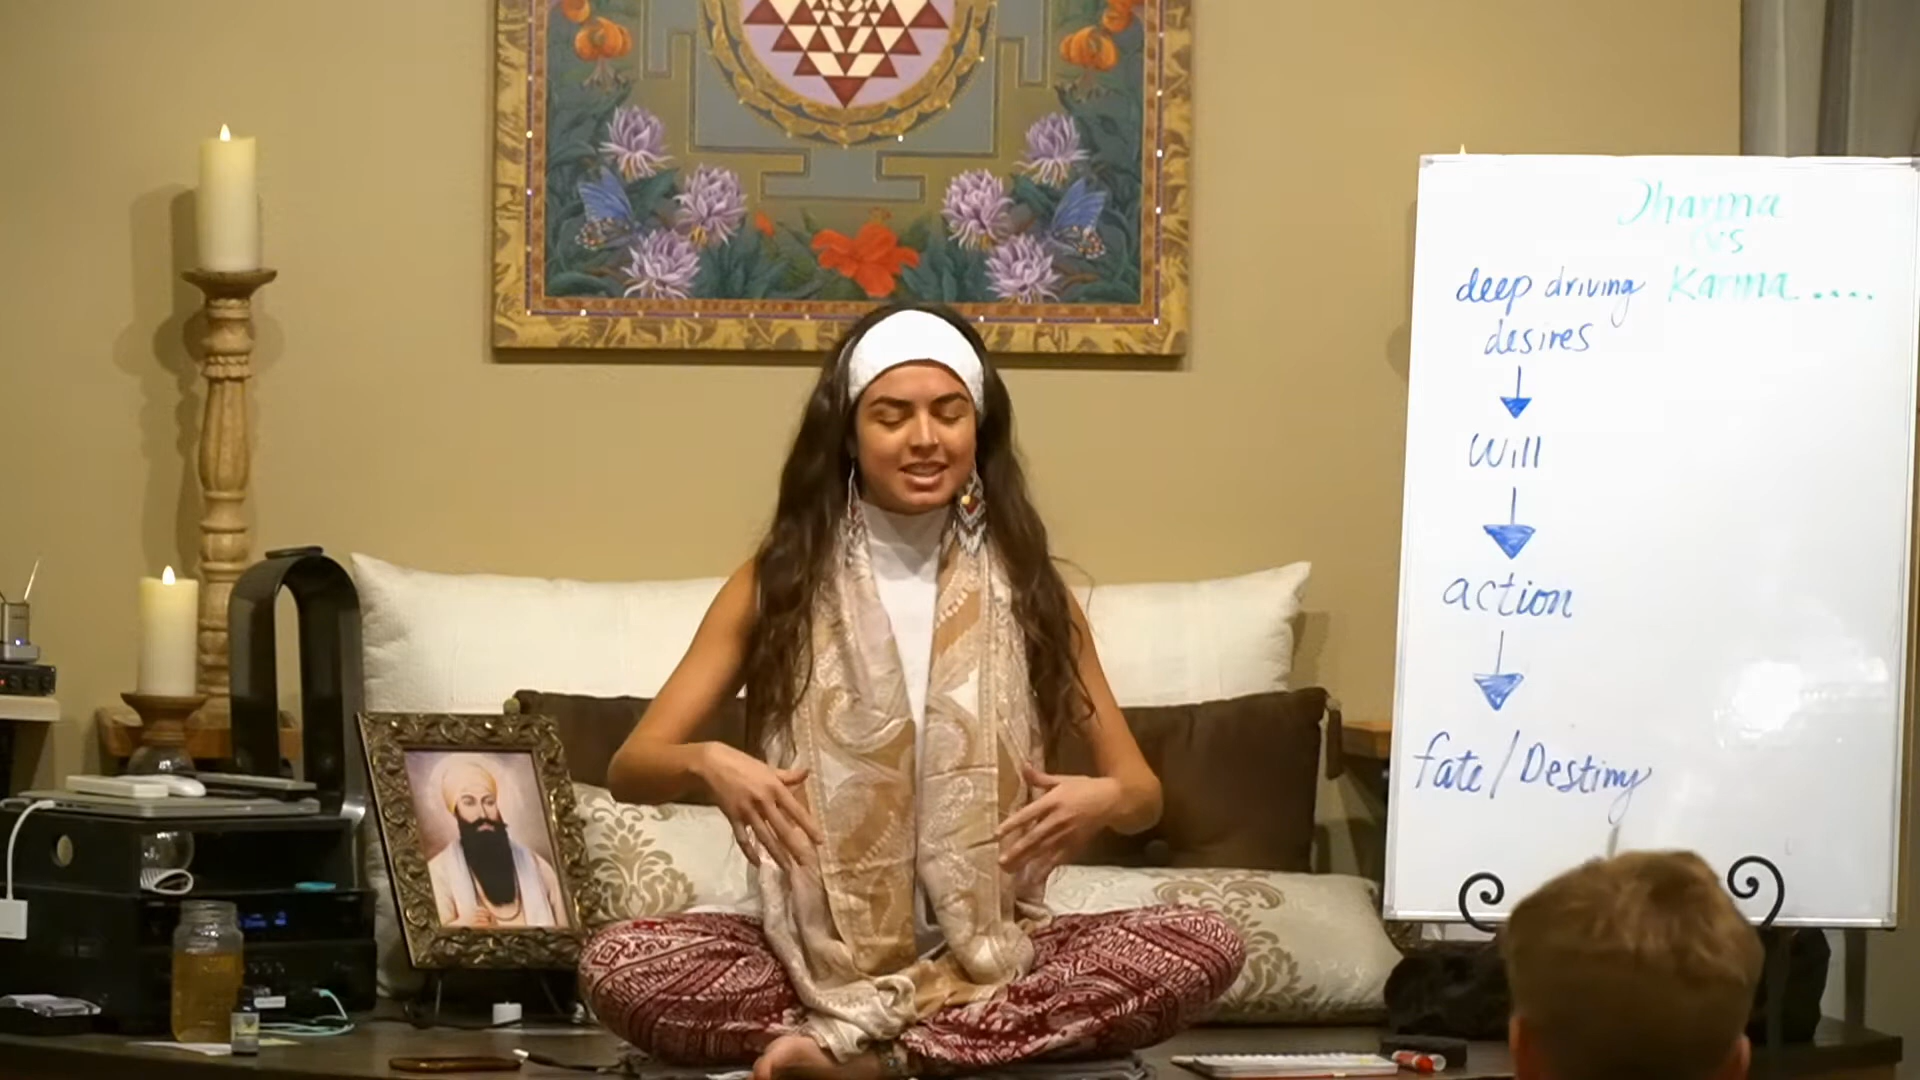 Dharma
vs
Karma....
deep driving
desires
Will
action
fate/Destiny